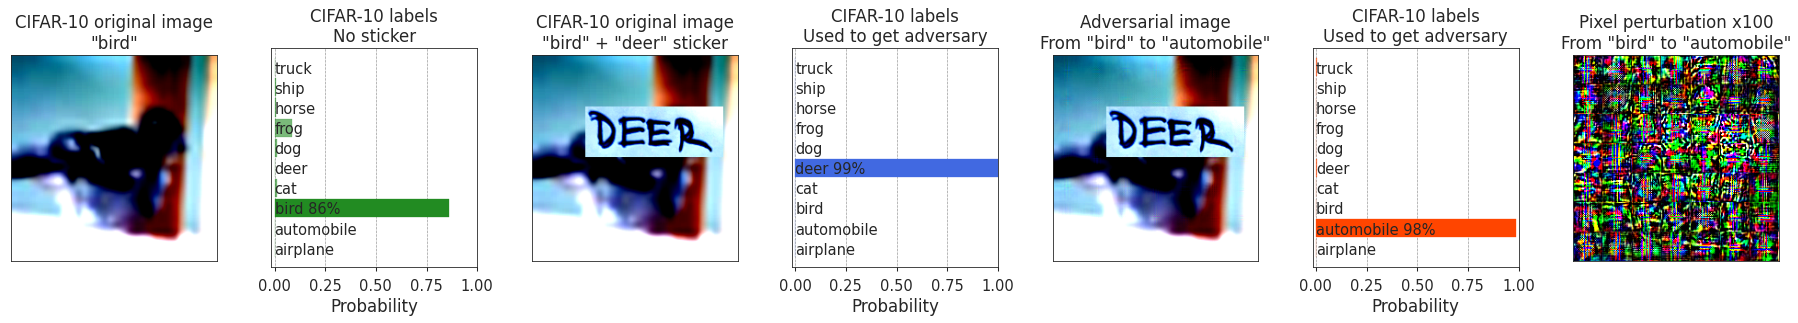 CIFAR-10 original image
"bird"
CIFAR-10 labels
No sticker
truck
ship
horse
frog
dog
deer
cat
bird 86%
automobile
airplane
0.00 0.25 0.50 0.75 1.00
Probability
CIFAR-10 original image
"bird" + "deer" sticker
DEER
CIFAR-10 labels
Used to get adversary
truck
ship
horse
frog
dog
deer 99%
cat
bird
automobile
airplane
0.00 0.25 0.50 0.75 1.00
Probability
Adversarial image
From "bird" to "automobile"
DEER
CIFAR-10 labels
Used to get adversary
truck
ship
horse
frog
dog
deer
cat
bird
automobile 98%
airplane
0.00 0.25 0.50 0.75 1.00
Probability
Pixel perturbation x100
From "bird" to "automobile"